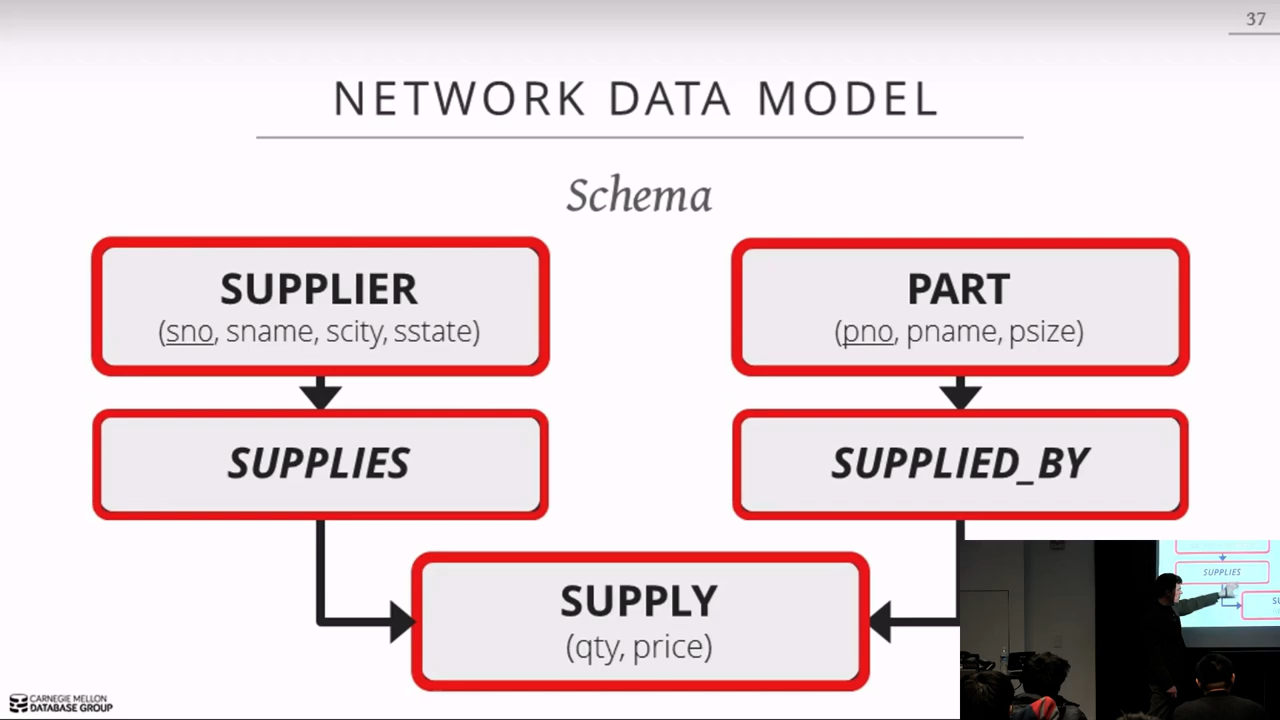 37
NETWORK DATA MODEL
Schema
SUPPLIER
(sno, sname, scity, sstate)
PART
(pno, pname, psize)
SUPPLIES
SUPPLIED_BY
SUPPLY
(qty, price)
SUPPLIES
CARNEGIE MELLON
DATABASE GROUP